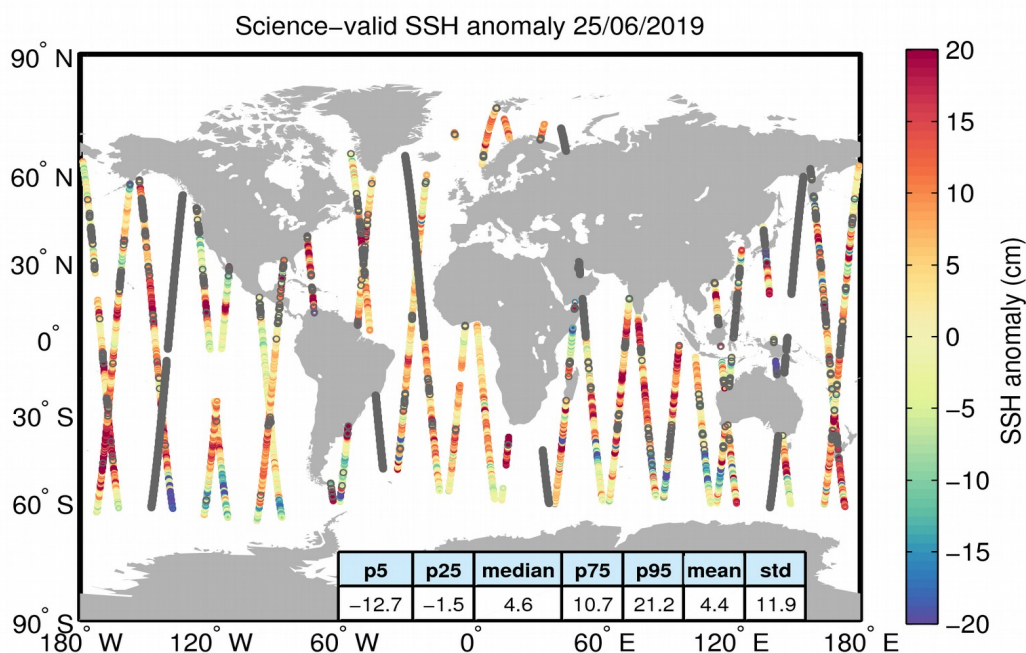 Science−valid SSH anomaly 25/06/2019
90° N
60° N
30° N
0°
30° S
60° S
90° S
180° W
120° W
60° W
0°
60° E
120° E
180° E
p5 p25 median p75 p95 mean std
−12.7 −1.5 4.6 10.7 21.2 4.4 11.9
20
15
10
5
0
−5
−10
−15
−20
SSH anomaly (cm)